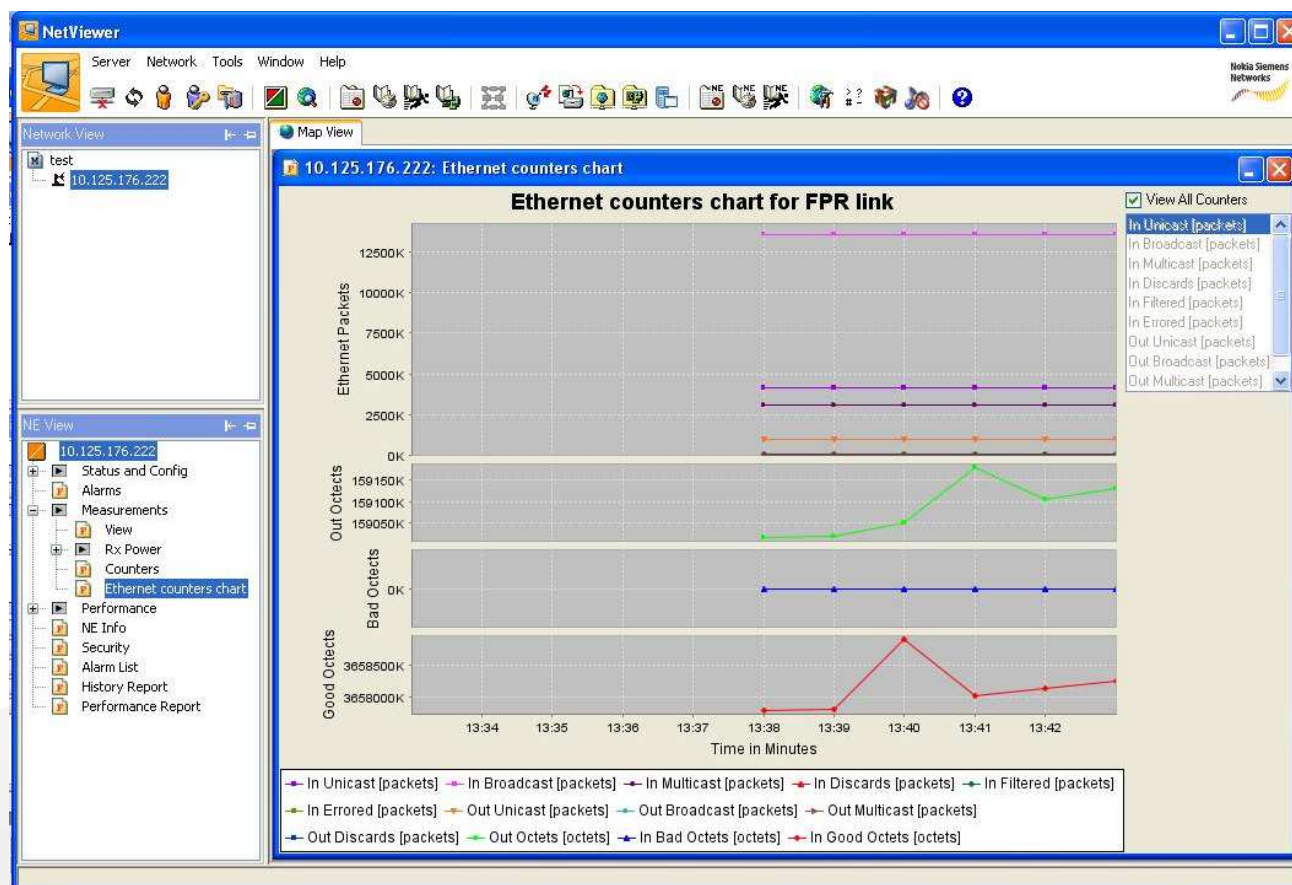 NetViewer
Server Network Tools Window Help
Nokia Siemens
Networks
Network View
test
10.125.176.222
NE View
10.125.176.222
Status and Config
Alarms
Measurements
View
Rx Power
Counters
Ethernet counters chart
Performance
NE Info
Security
Alarm List
History Report
Performance Report
Map View
10.125.176.222: Ethernet counters chart
Ethernet counters chart for FPR link
View All Counters
In Unicast [packets]
In Broadcast [packets]
In Multicast [packets]
In Discards [packets]
In Filtered [packets]
In Errored [packets]
Out Unicast [packets]
Out Broadcast [packets]
Out Multicast [packets]
Ethernet Packets
12500K
10000K
7500K
5000K
2500K
0K
Out Octects
159150K
159100K
159050K
Bad Octects
0K
Good Octects
3658500K
3658000K
13:34 13:35 13:36 13:37 13:38 13:39 13:40 13:41 13:42
Time in Minutes
In Unicast [packets] In Broadcast [packets] In Multicast [packets] In Discards [packets] In Filtered [packets]
In Errored [packets] Out Unicast [packets] Out Broadcast [packets] Out Multicast [packets]
Out Discards [packets] Out Octets [octets] In Bad Octets [octets] In Good Octets [octets]